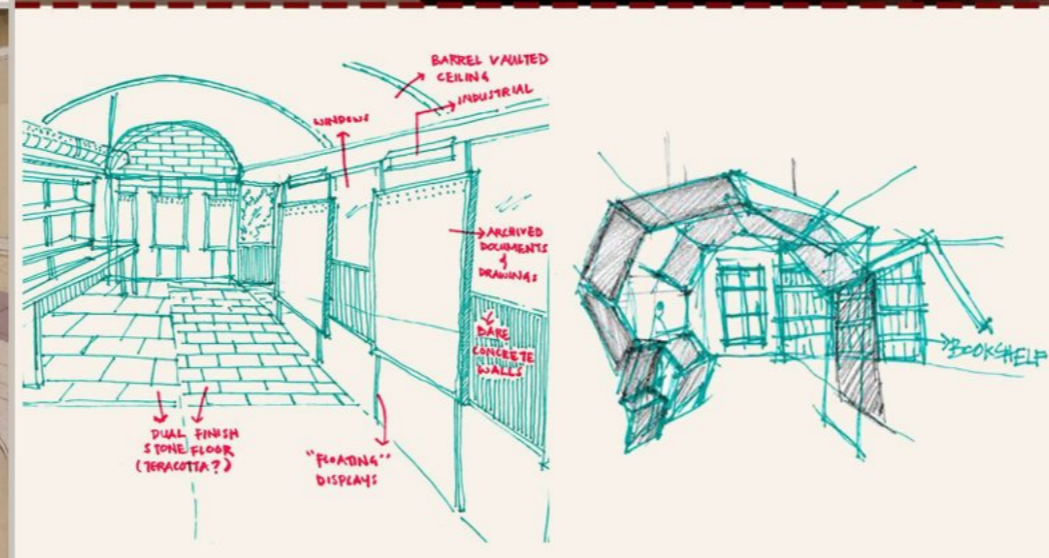 BARREL VAULTED
CEILING
INDUSTRIAL
WINDOWS
ARCHIVED
DOCUMENTS
&
DRAWINGS
BARE
CONCRETE
WALLS
DUAL FINISH
STONE FLOOR
(TERACOTTA?)
"FLOATING"
DISPLAYS
BOOKSHELF